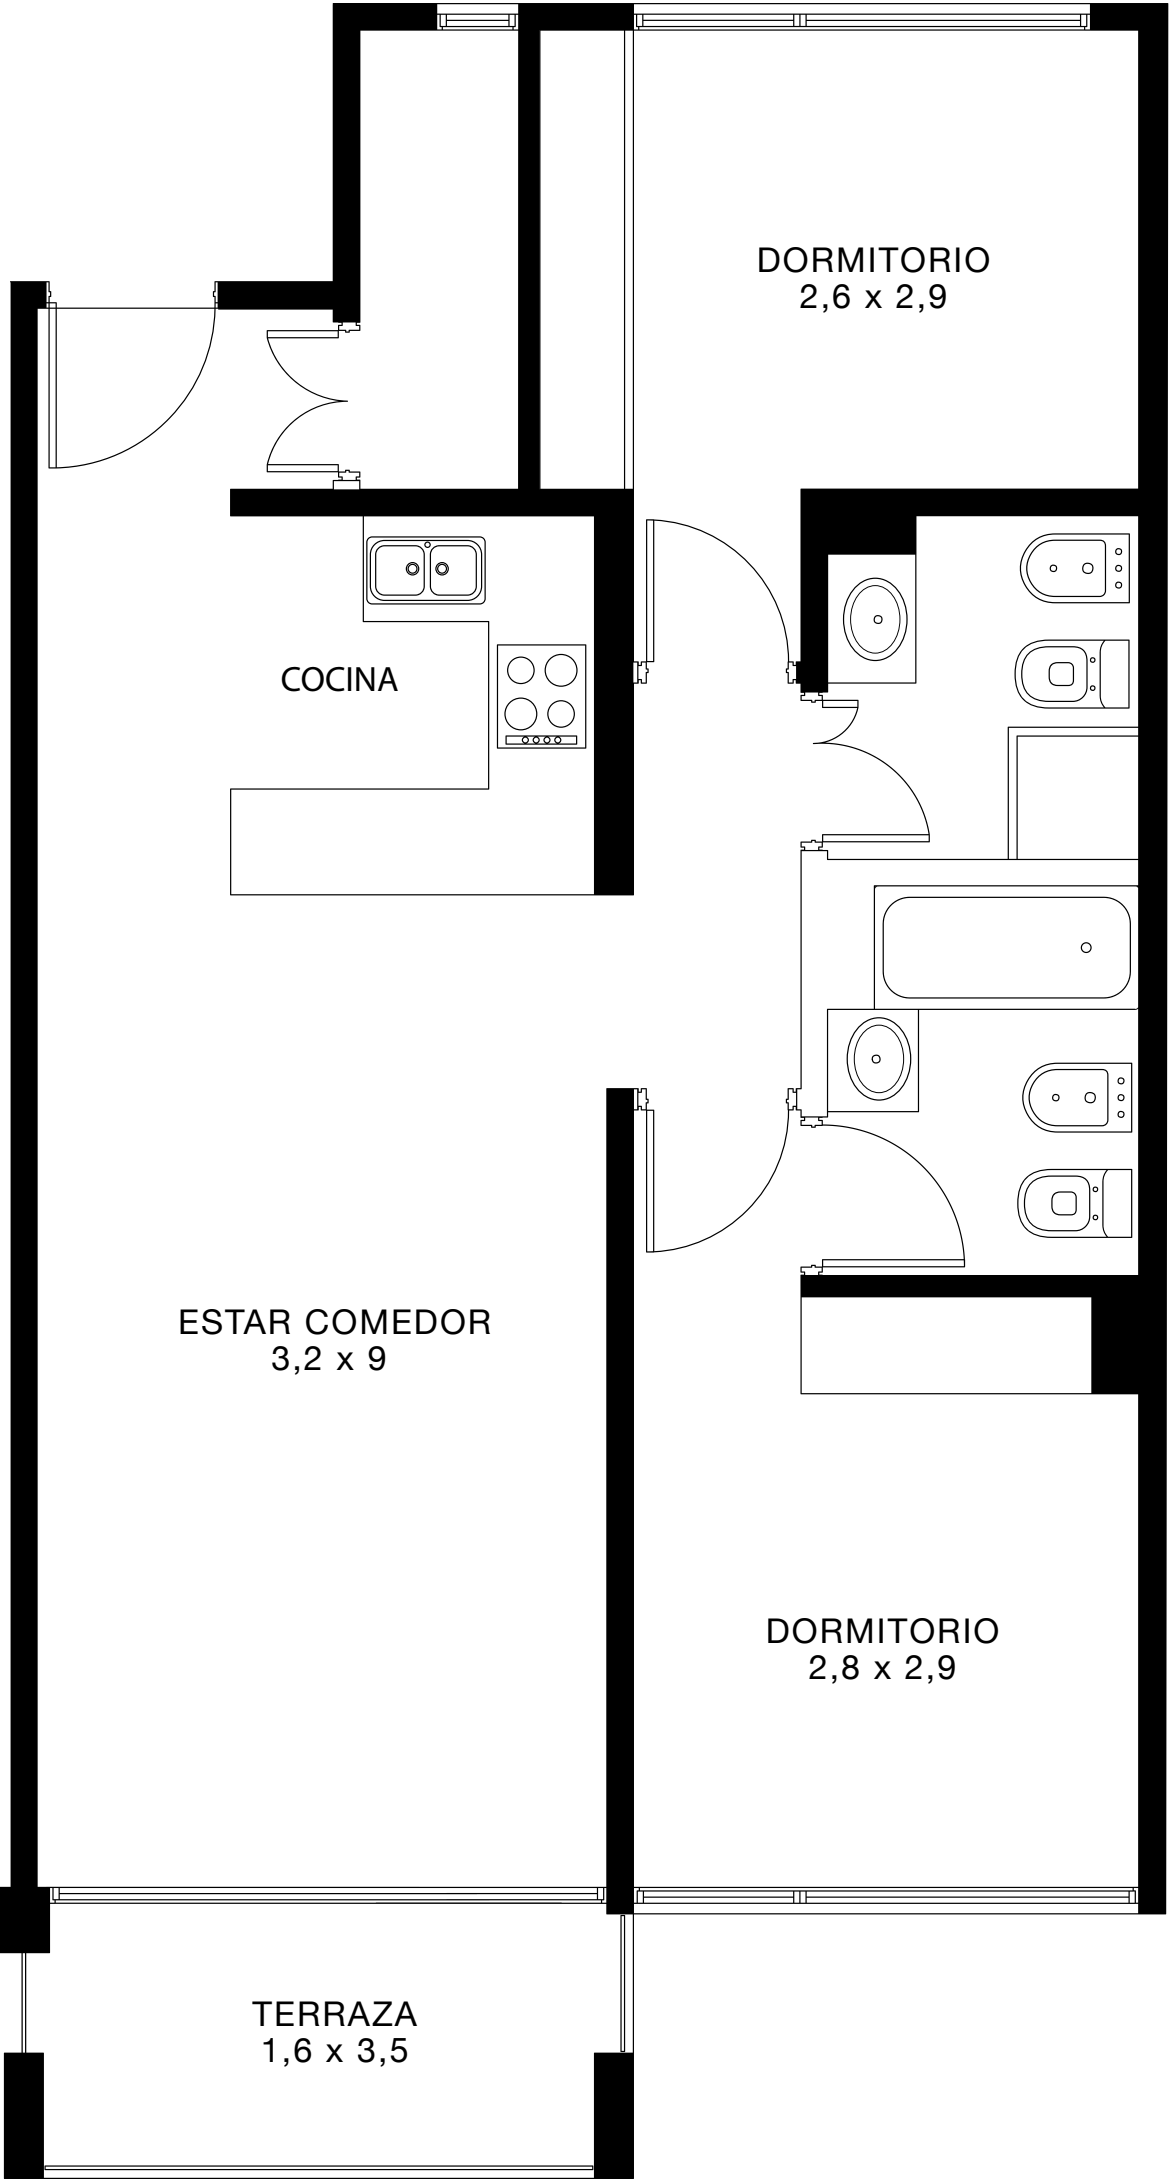 DORMITORIO
2,6 x 2,9
COCINA
ESTAR COMEDOR
3,2 x 9
DORMITORIO
2,8 x 2,9
TERRAZA
1,6 x 3,5